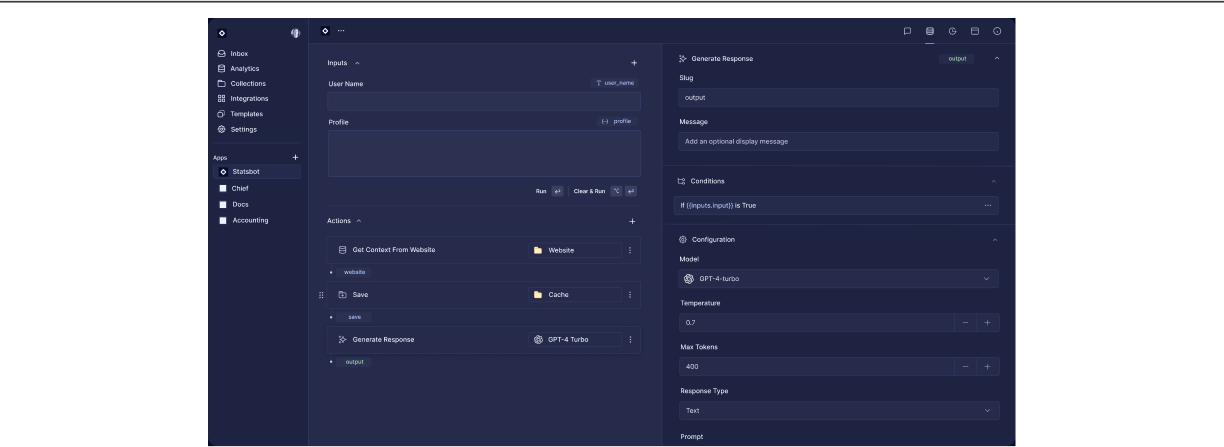 Inbox
Analytics
Collections
Integrations
Templates
Settings
Apps
Statsbot
Chief
Docs
Accounting
Inputs
User Name
user_name
Profile
profile
Run
Clear & Run
Actions
Get Context From Website
Website
website
Save
Cache
save
Generate Response
GPT-4 Turbo
output
Generate Response
output
Slug
output
Message
Add an optional display message
Conditions
If {{inputs.input}} is True
Configuration
Model
GPT-4-turbo
Temperature
0.7
Max Tokens
400
Response Type
Text
Prompt